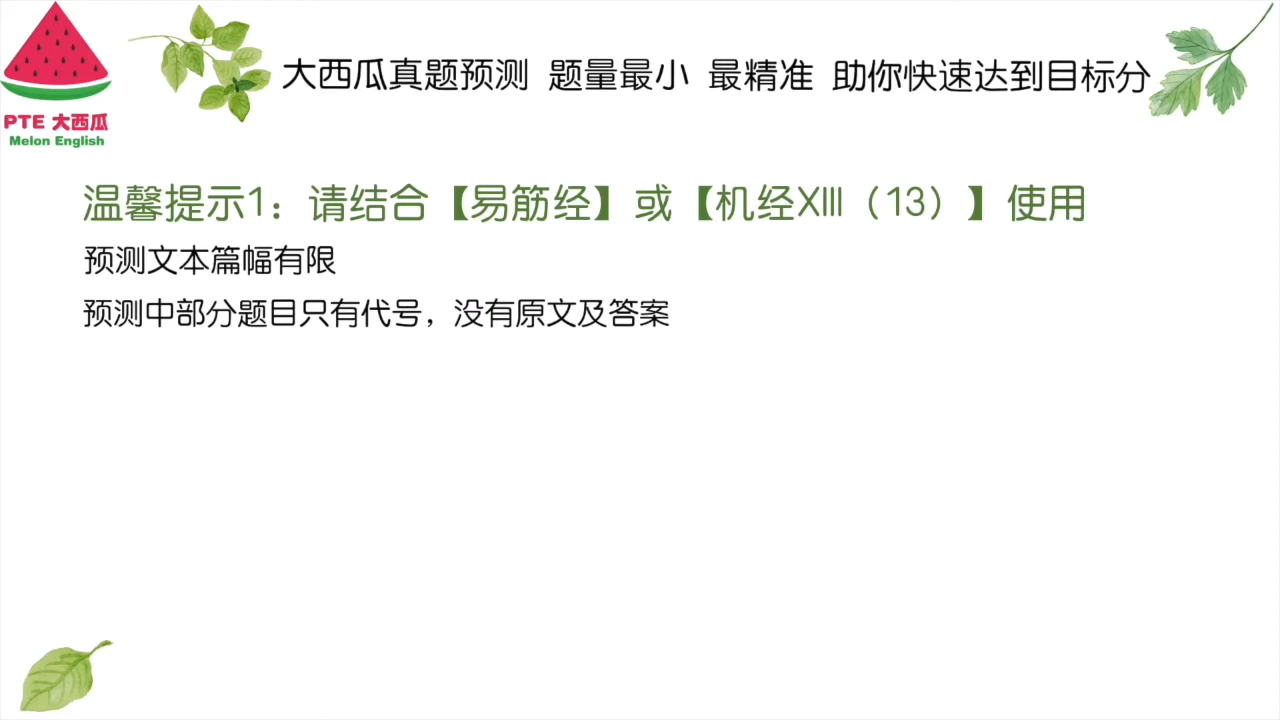 大西瓜真题预测 题量最小 最精准 助你快速达到目标分
PTE 大西瓜
Melon English
温馨提示1：请结合【易筋经】或【机经XIII（13）】使用
预测文本篇幅有限
预测中部分题目只有代号，没有原文及答案